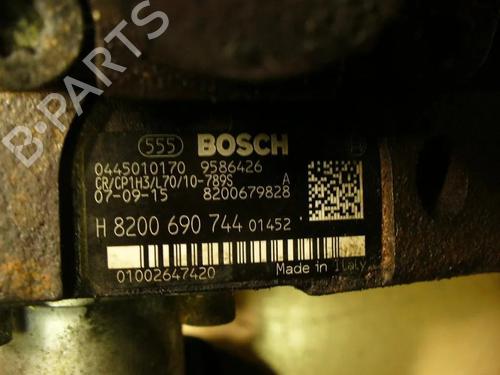 B-PARTS
555 BOSCH
0445010170 9586426
CR/CP1H3/L70/10-789S A
07-09-15 8200679828
H 8200 690 744 01452
01002647420
Made in Italy